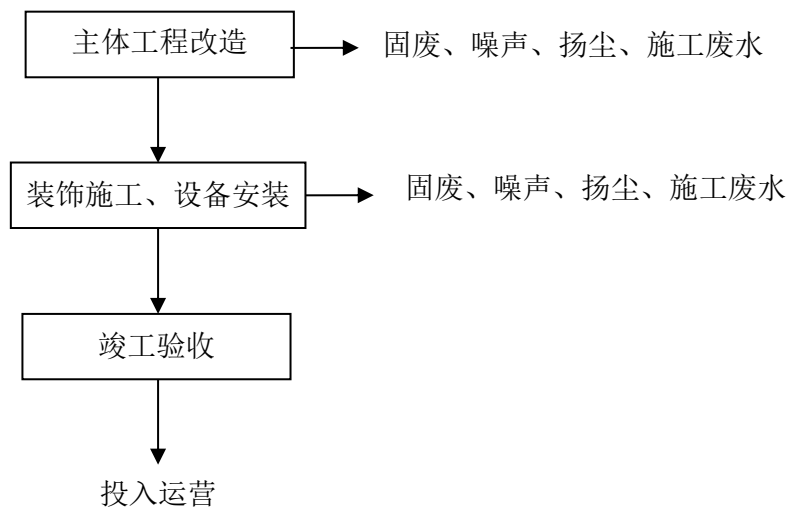 主体工程改造
固废、噪声、扬尘、施工废水
装饰施工、设备安装
固废、噪声、扬尘、施工废水
竣工验收
投入运营